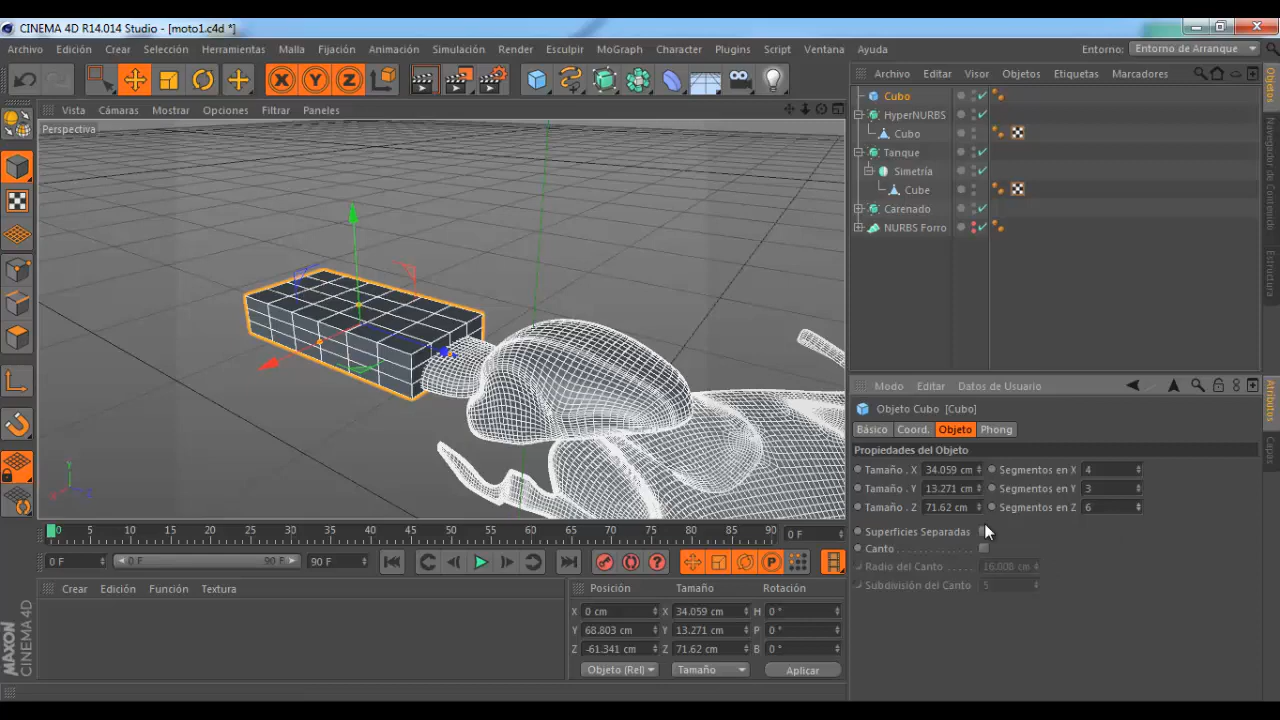 CINEMA 4D R14.014 Studio - [moto1.c4d *]
Archivo Edición Crear Selección Herramientas Malla Fijación Animación Simulación Render Esculpir MoGraph Character Plugins Script Ventana Ayuda Entorno: Entorno de Arranque
X Y Z
Archivo Editar Visor Objetos Etiquetas Marcadores
Vista Cámaras Mostrar Opciones Filtrar Paneles
Perspectiva
Cubo
HyperNURBS
Cubo
Tanque
Simetría
Cube
Carenado
NURBS Forro
Objetos
Navegador de Contenido
Estructura
Modo Editar Datos de Usuario
Objeto Cubo [Cubo]
Básico Coord. Objeto Phong
Propiedades del Objeto
Tamaño . X 34.059 cm Segmentos en X 4
Tamaño . Y 13.271 cm Segmentos en Y 3
Tamaño . Z 71.62 cm Segmentos en Z 6
Superficies Separadas
Canto
Radio del Canto 16.008 cm
Subdivisión del Canto 5
Atributos
Capas
Y
X Z
0 5 10 15 20 25 30 35 40 45 50 55 60 65 70 75 80 85 90 0 F
0 F 0 F 90 F 90 F
P
Crear Edición Función Textura
Posición Tamaño Rotación
X 0 cm X 34.059 cm H 0 °
Y 68.803 cm Y 13.271 cm P 0 °
Z -61.341 cm Z 71.62 cm B 0 °
Objeto (Rel) Tamaño Aplicar
MAXON
CINEMA 4D